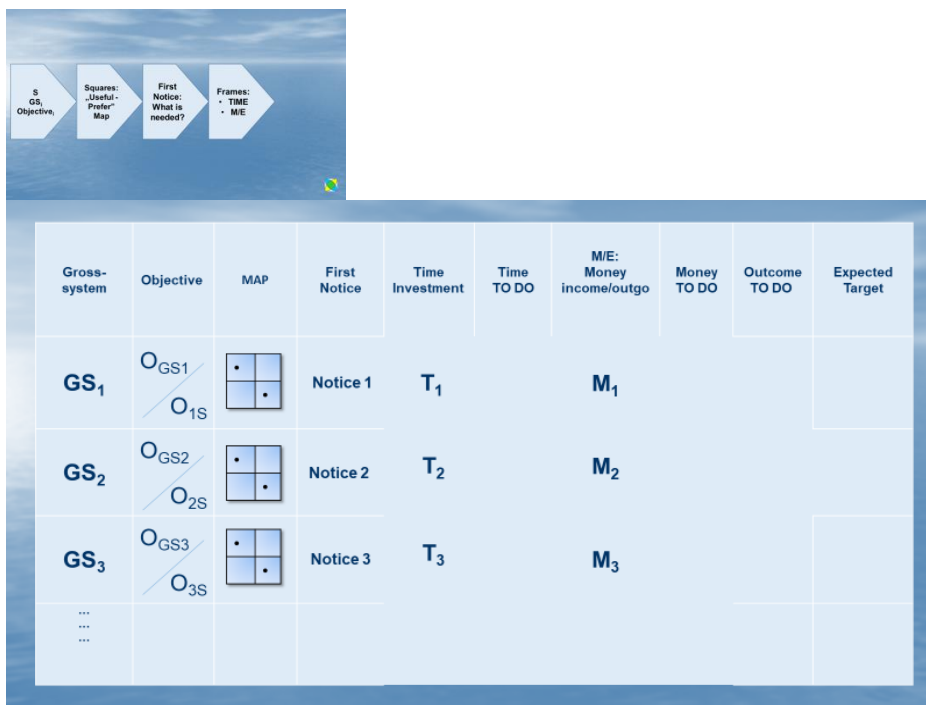 S
GSi
Objectivei
Squares:
„Useful -
Prefer"
Map
First
Notice:
What is
needed?
Frames:
• TIME
• M/E
Gross-
system
Objective
MAP
First
Notice
Time
Investment
Time
TO DO
M/E:
Money
income/outgo
Money
TO DO
Outcome
TO DO
Expected
Target
GS1
OGS1
O1S
Notice 1
T1
M1
GS2
OGS2
O2S
Notice 2
T2
M2
GS3
OGS3
O3S
Notice 3
T3
M3
...
...
...